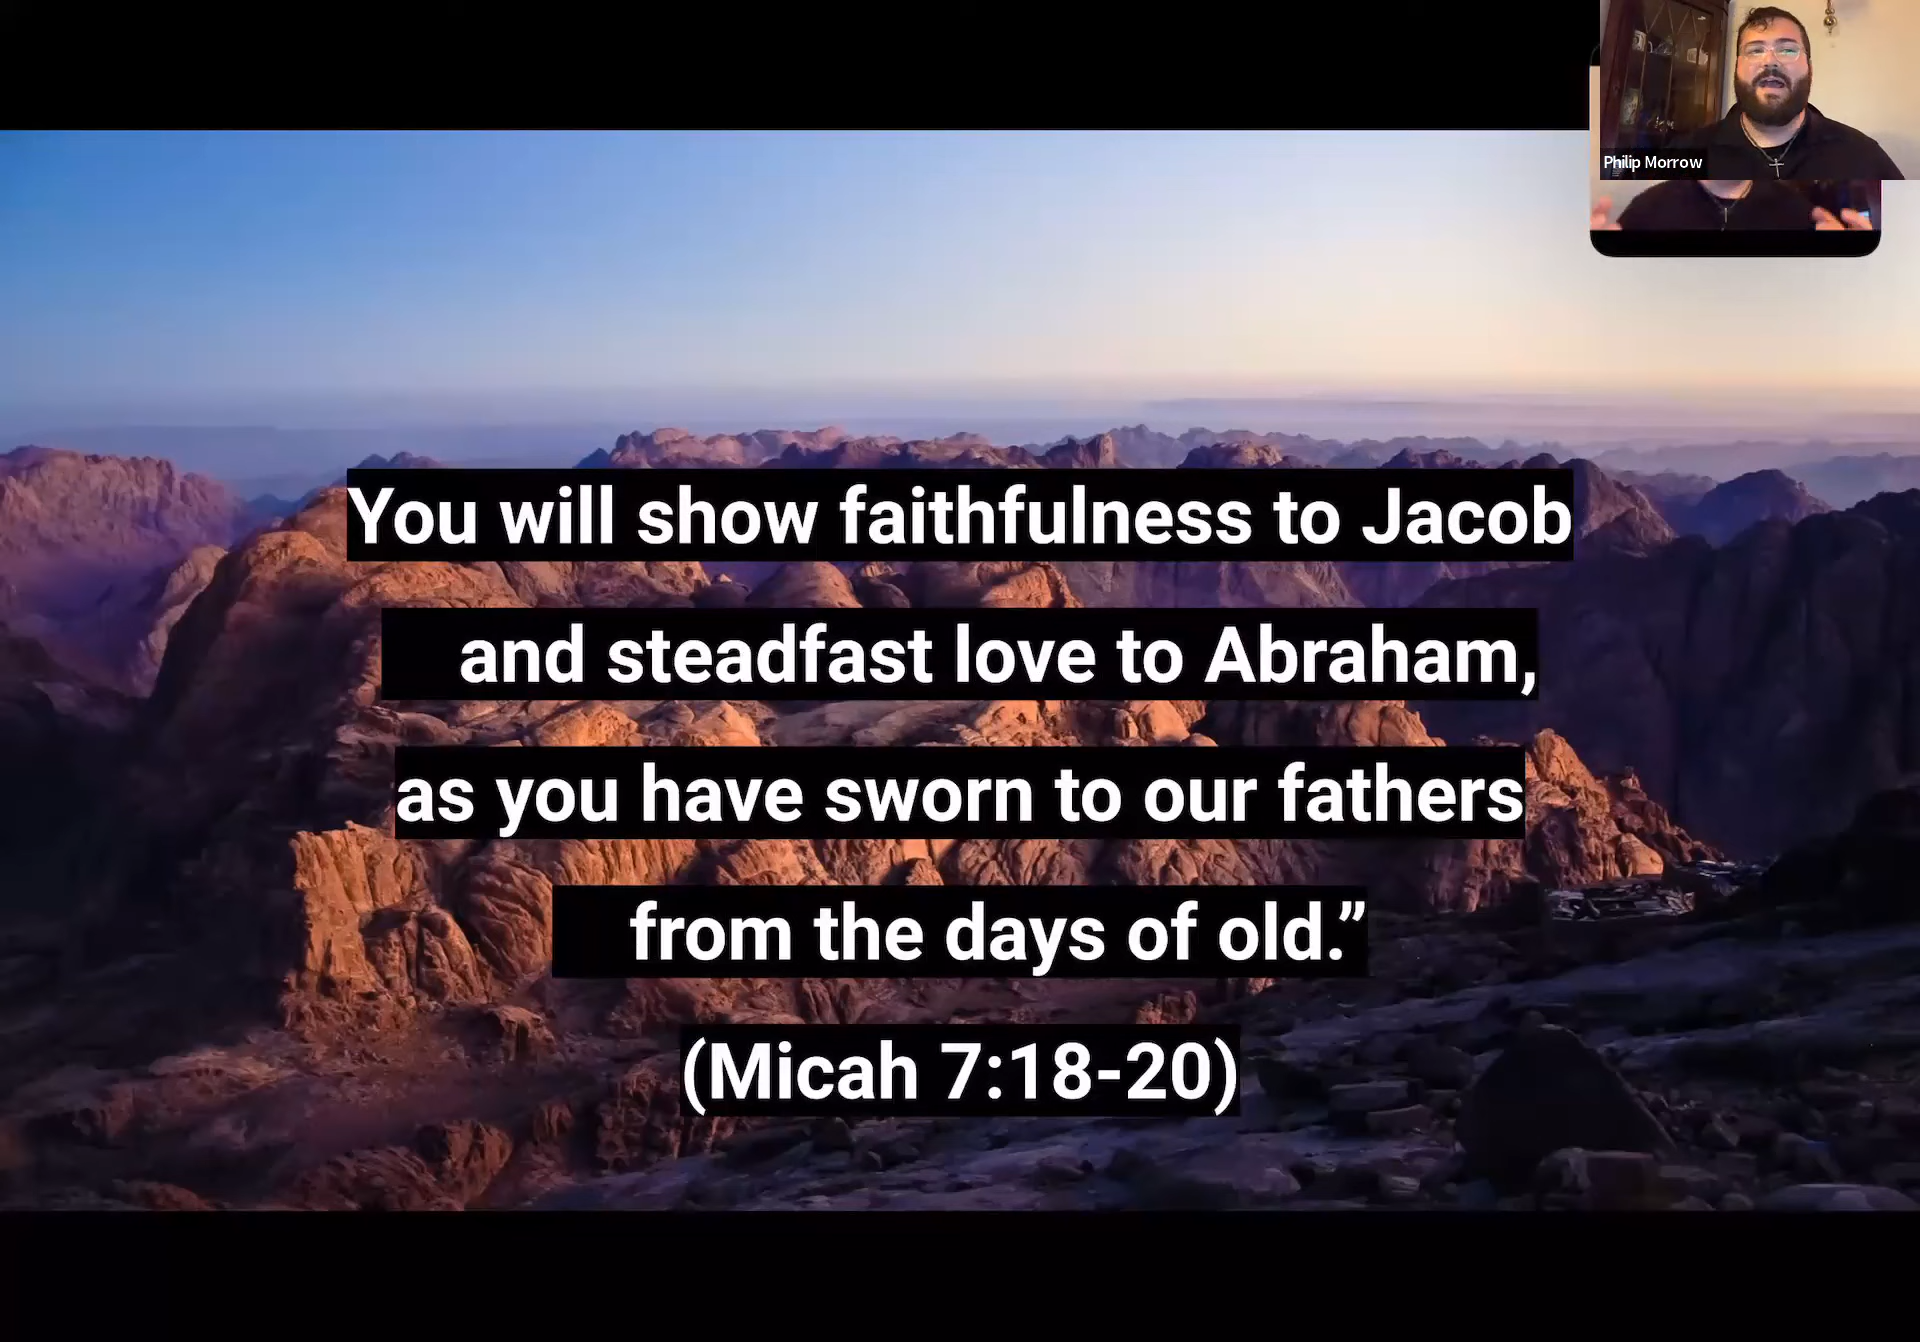 Philip Morrow
You will show faithfulness to Jacob
and steadfast love to Abraham,
as you have sworn to our fathers
from the days of old.”
(Micah 7:18-20)